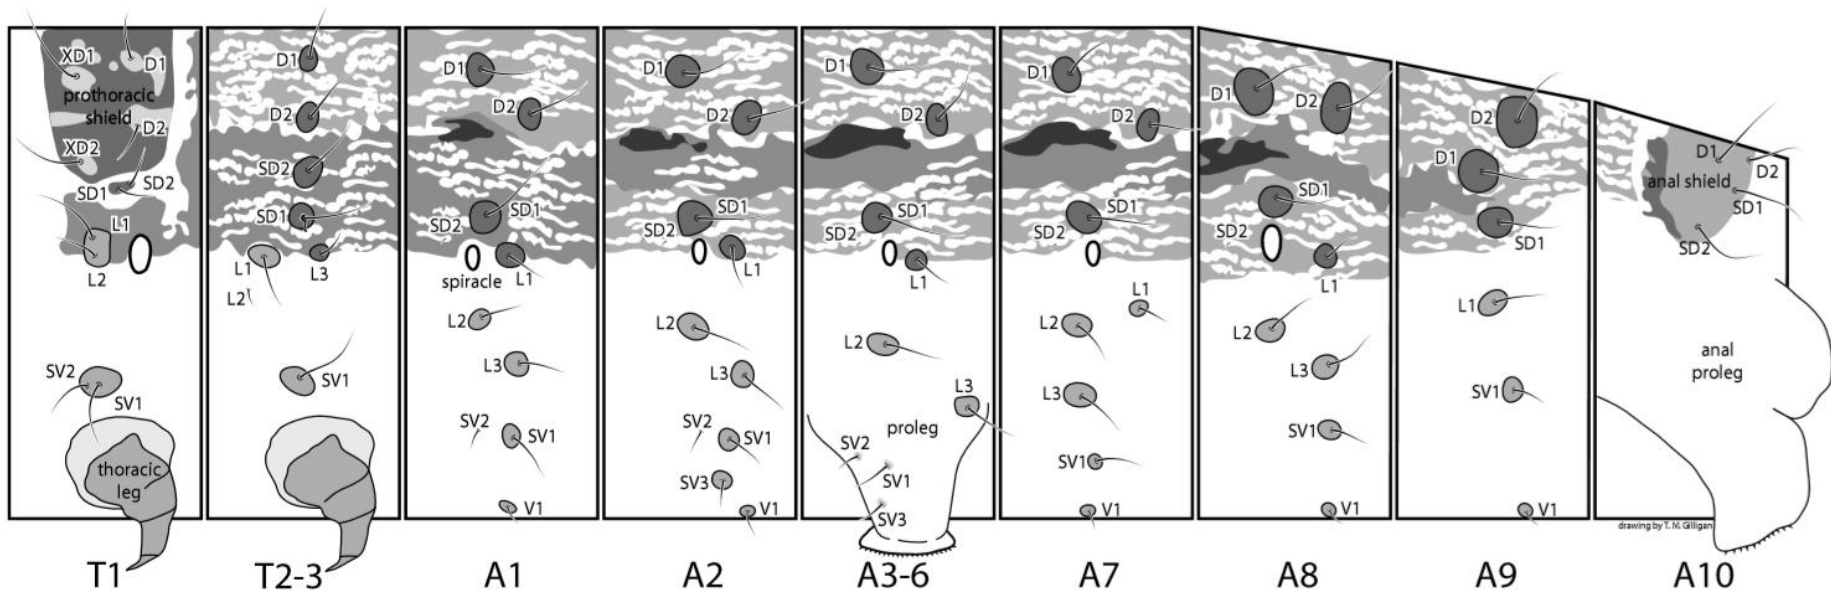 XD1
D1
prothoracic
shield
D2
XD2
SD1
SD2
L1
L2
SV2
SV1
thoracic
leg
T1
D1
D2
SD2
SD1
L1
L3
L2
SV1
T2-3
D1
D2
SD1
SD2
spiracle
L1
L2
L3
SV2
SV1
V1
A1
D1
D2
SD1
SD2
L1
L2
L3
SV2
SV1
SV3
V1
A2
D1
D2
SD1
SD2
L1
L2
L3
proleg
SV2
SV1
SV3
A3-6
D1
D2
SD1
SD2
L1
L2
L3
SV1
V1
A7
D1
D2
SD1
SD2
L1
L2
L3
SV1
V1
A8
D2
D1
SD1
L1
SV1
V1
A9
D1
D2
anal shield
SD1
SD2
anal
proleg
drawing by T. M. Gilligan
A10